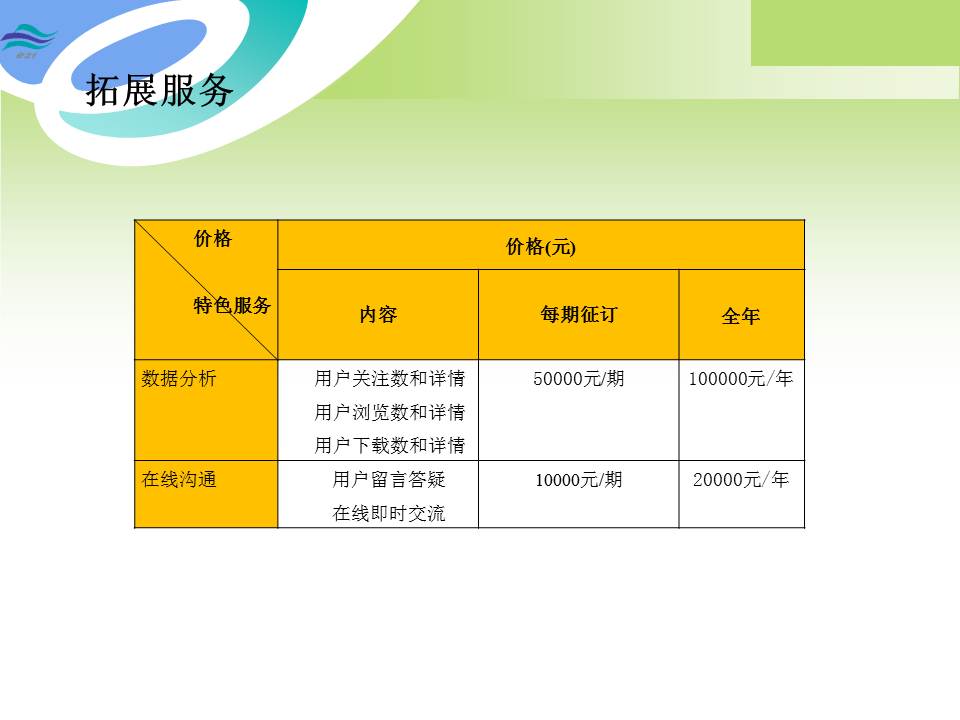 拓展服务
价格
特色服务
价格(元)
内容
每期征订
全年
数据分析
用户关注数和详情
用户浏览数和详情
用户下载数和详情
50000元/期
100000元/年
在线沟通
用户留言答疑
在线即时交流
10000元/期
20000元/年